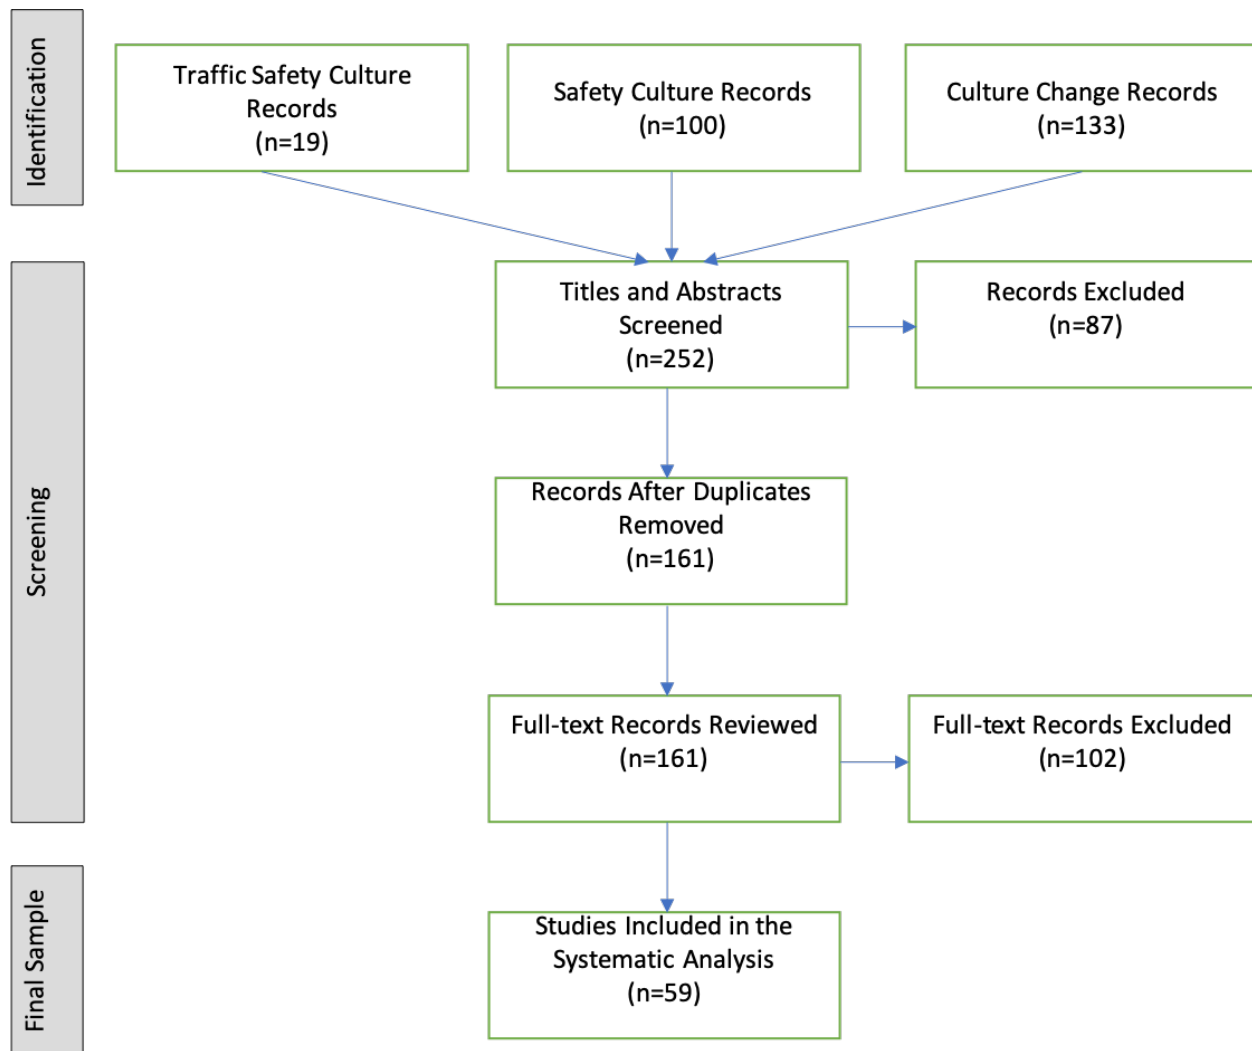 Identification
Traffic Safety Culture
Records
(n=19)
Safety Culture Records
(n=100)
Culture Change Records
(n=133)
Screening
Titles and Abstracts
Screened
(n=252)
Records Excluded
(n=87)
Records After Duplicates
Removed
(n=161)
Full-text Records Reviewed
(n=161)
Full-text Records Excluded
(n=102)
Final Sample
Studies Included in the
Systematic Analysis
(n=59)